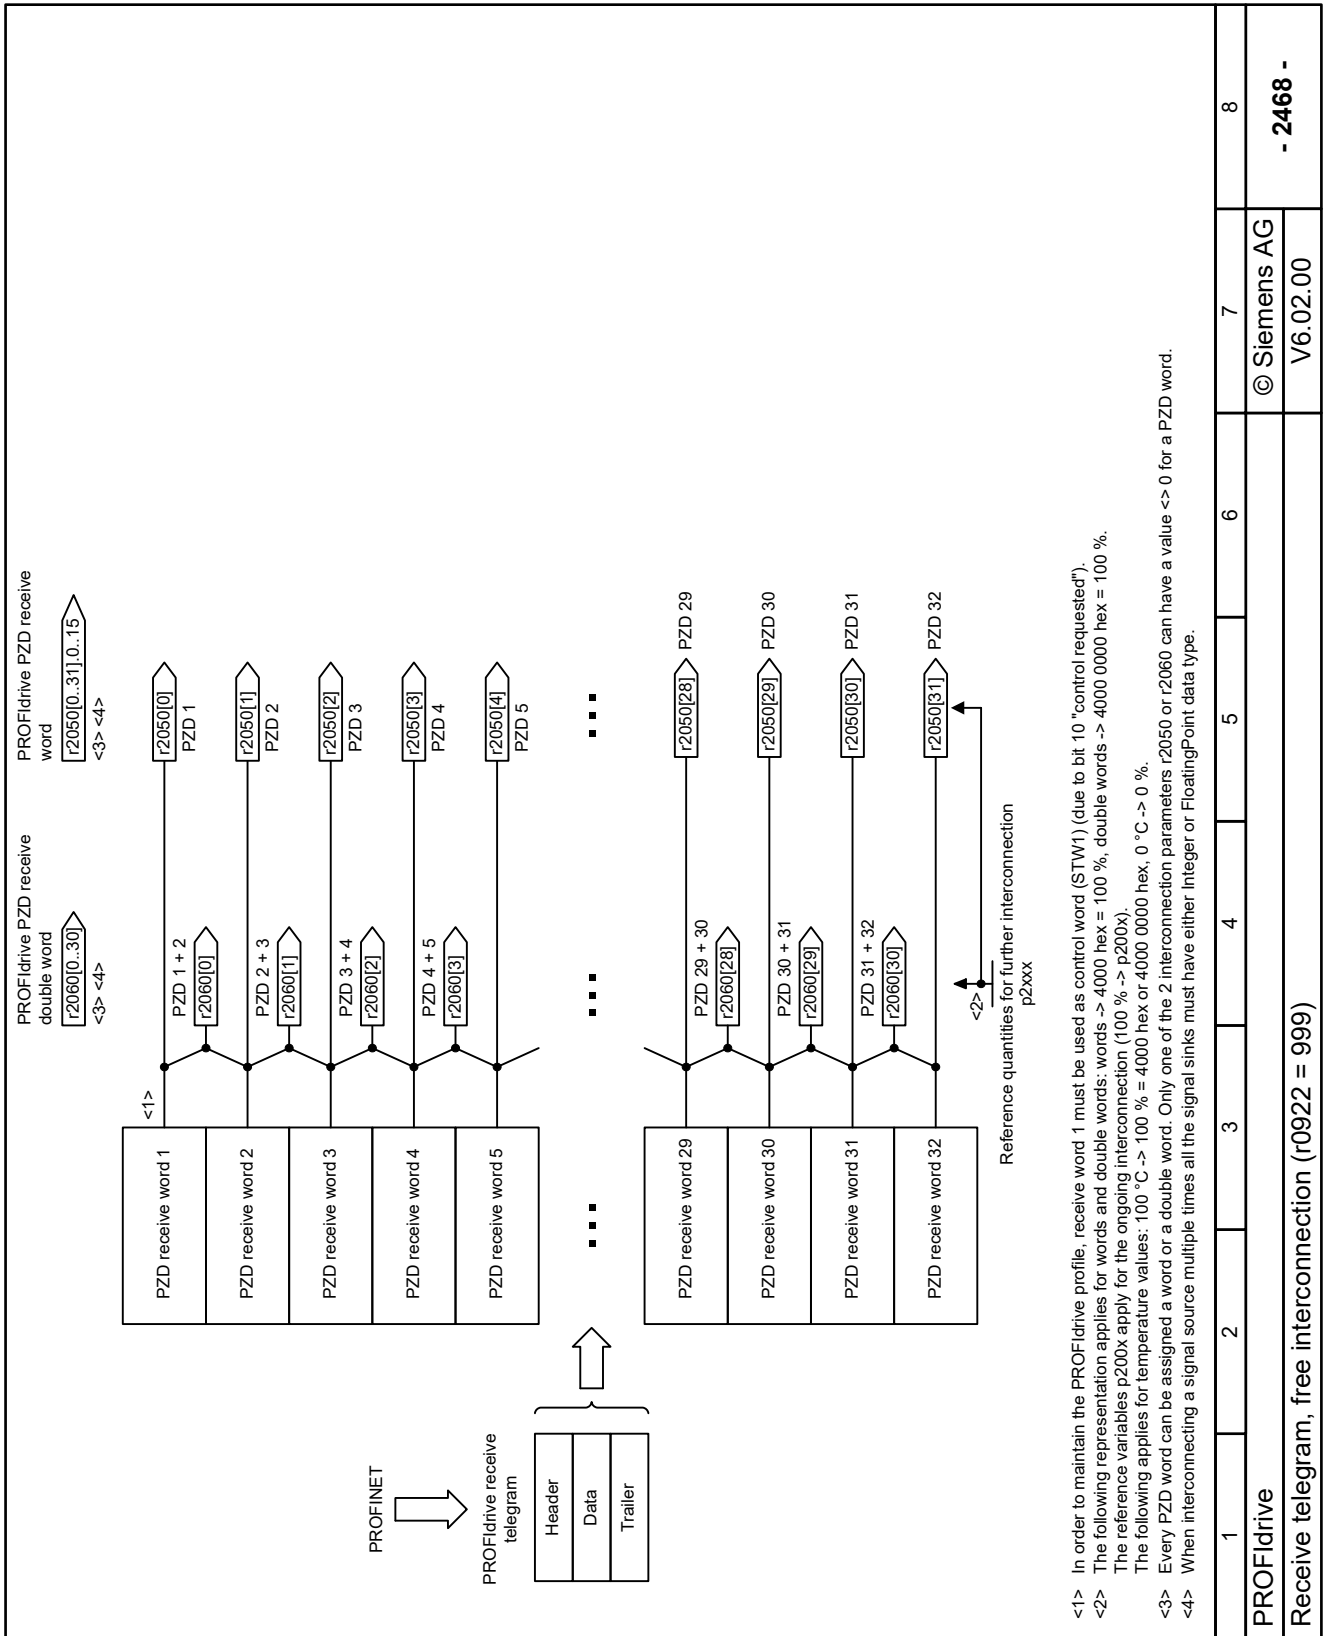 PROFINET
PROFIdrive receive
telegram
Header
Data
Trailer
PROFIdrive PZD receive
double word
r2060[0..30]
<3> <4>
PROFIdrive PZD receive
word
r2050[0..31].0..15
<3> <4>
<1>
PZD receive word 1
PZD 1 + 2
r2060[0]
r2050[0]
PZD 1
PZD receive word 2
PZD 2 + 3
r2060[1]
r2050[1]
PZD 2
PZD receive word 3
PZD 3 + 4
r2060[2]
r2050[2]
PZD 3
PZD receive word 4
PZD 4 + 5
r2060[3]
r2050[3]
PZD 4
PZD receive word 5
r2050[4]
PZD 5
PZD receive word 29
PZD 29 + 30
r2060[28]
r2050[28]
PZD 29
PZD receive word 30
PZD 30 + 31
r2060[29]
r2050[29]
PZD 30
PZD receive word 31
PZD 31 + 32
r2060[30]
r2050[30]
PZD 31
PZD receive word 32
r2050[31]
PZD 32
<2>
Reference quantities for further interconnection
p2xxx
<1> In order to maintain the PROFIdrive profile, receive word 1 must be used as control word (STW1) (due to bit 10 "control requested").
<2> The following representation applies for words and double words: words -> 4000 hex = 100 %, double words -> 4000 0000 hex = 100 %.
The reference variables p200x apply for the ongoing interconnection (100 % -> p200x).
The following applies for temperature values: 100 °C -> 100 % = 4000 hex or 4000 0000 hex, 0 °C -> 0 %.
<3> Every PZD word can be assigned a word or a double word. Only one of the 2 interconnection parameters r2050 or r2060 can have a value <> 0 for a PZD word.
<4> When interconnecting a signal source multiple times all the signal sinks must have either Integer or FloatingPoint data type.
1 2 3 4 5 6 7 8
PROFIdrive
© Siemens AG
- 2468 -
Receive telegram, free interconnection (r0922 = 999)
V6.02.00